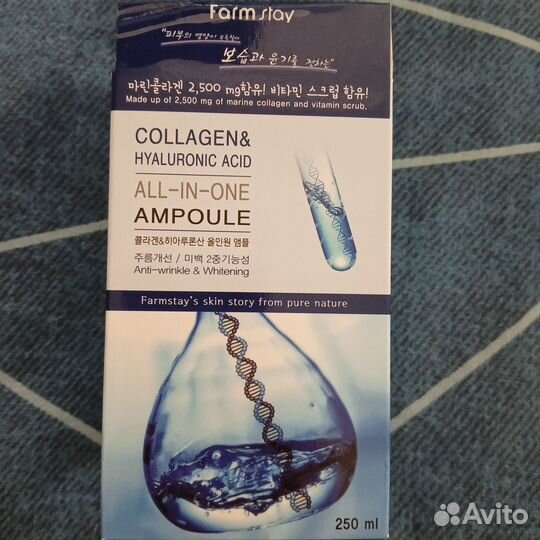 Farm stay
"피부의 영양이 부족할때
보습과 윤기를 전하는"
마린콜라겐 2,500 mg함유! 비타민 스크럽 함유!
Made up of 2,500 mg of marine collagen and vitamin scrub.
COLLAGEN&
HYALURONIC ACID
ALL-IN-ONE
AMPOULE
콜라겐&히아루론산 올인원 앰플
주름개선 / 미백 2중기능성
Anti-wrinkle & Whitening
Farmstay's skin story from pure nature
250 ml
Avito